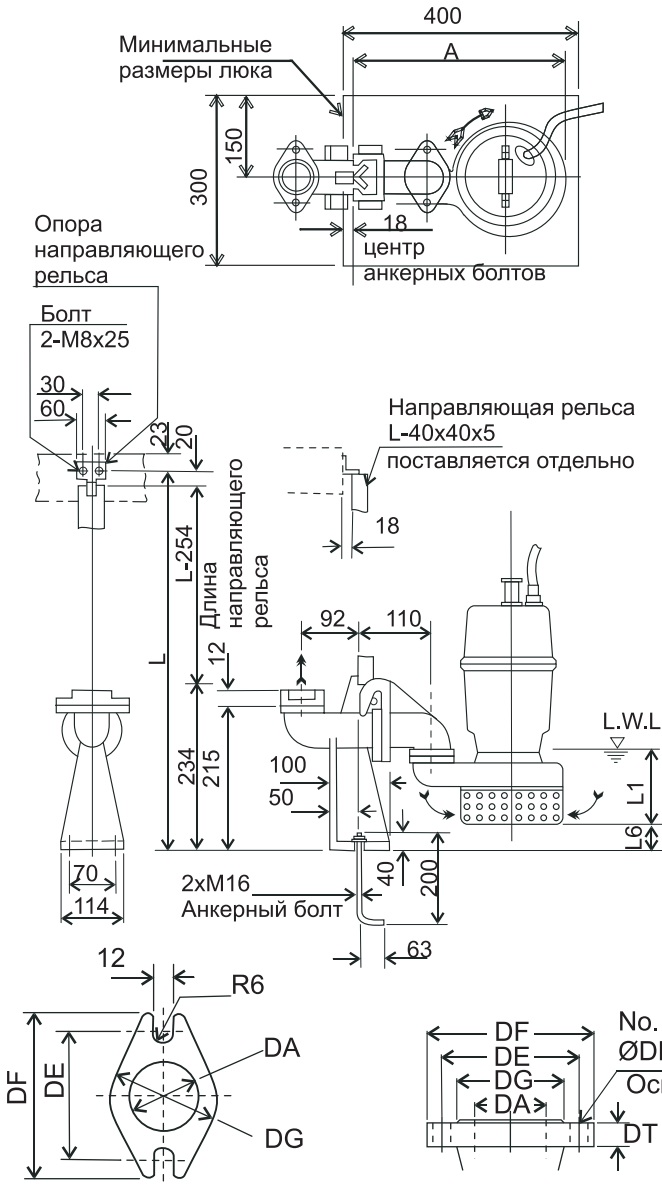 400
A
Минимальные
размеры люка
150
300
18
центр
анкерных болтов
Опора
направляющего
рельса
Болт
2-М8x25
30
60
23
20
Направляющая рельса
L-40x40x5
поставляется отдельно
18
L-254
Длина
направляющего
рельса
92
110
12
L
234
215
100
50
L.W.L
L1
L6
70
114
2xM16
Анкерный болт
40
200
63
12
R6
DF
DE
DA
DG
DF
DE
DG
DA
No.
DT